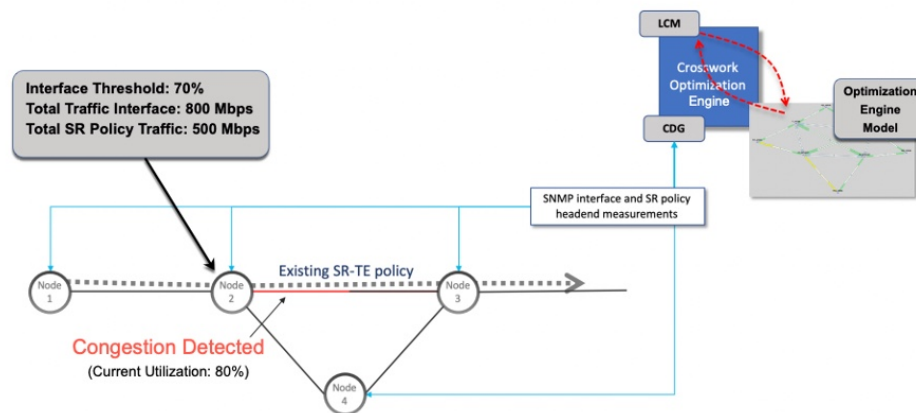 LCM
Crosswork
Optimization
Engine
CDG
Optimization
Engine
Model
Interface Threshold: 70%
Total Traffic Interface: 800 Mbps
Total SR Policy Traffic: 500 Mbps
SNMP interface and SR policy
headend measurements
Existing SR-TE policy
Node
1
Node
2
Node
3
Congestion Detected
(Current Utilization: 80%)
Node
4